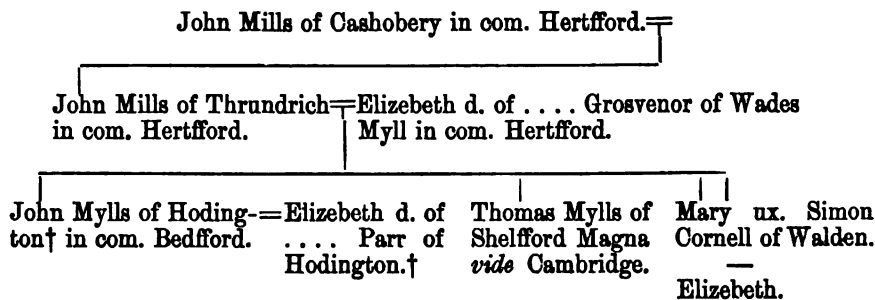 John Mills of Cashobery in com. Hertfford.
John Mills of Thrundrich
in com. Hertfford.
Elizebeth d. of . . . . Grosvenor of Wades
Myll in com. Hertfford.
John Mylls of Hoding-
ton† in com. Bedfford.
Elizebeth d. of
. . . . Parr of
Hodington.†
Thomas Mylls of
Shelfford Magna
vide Cambridge.
Mary ux. Simon
Cornell of Walden.
—
Elizebeth.